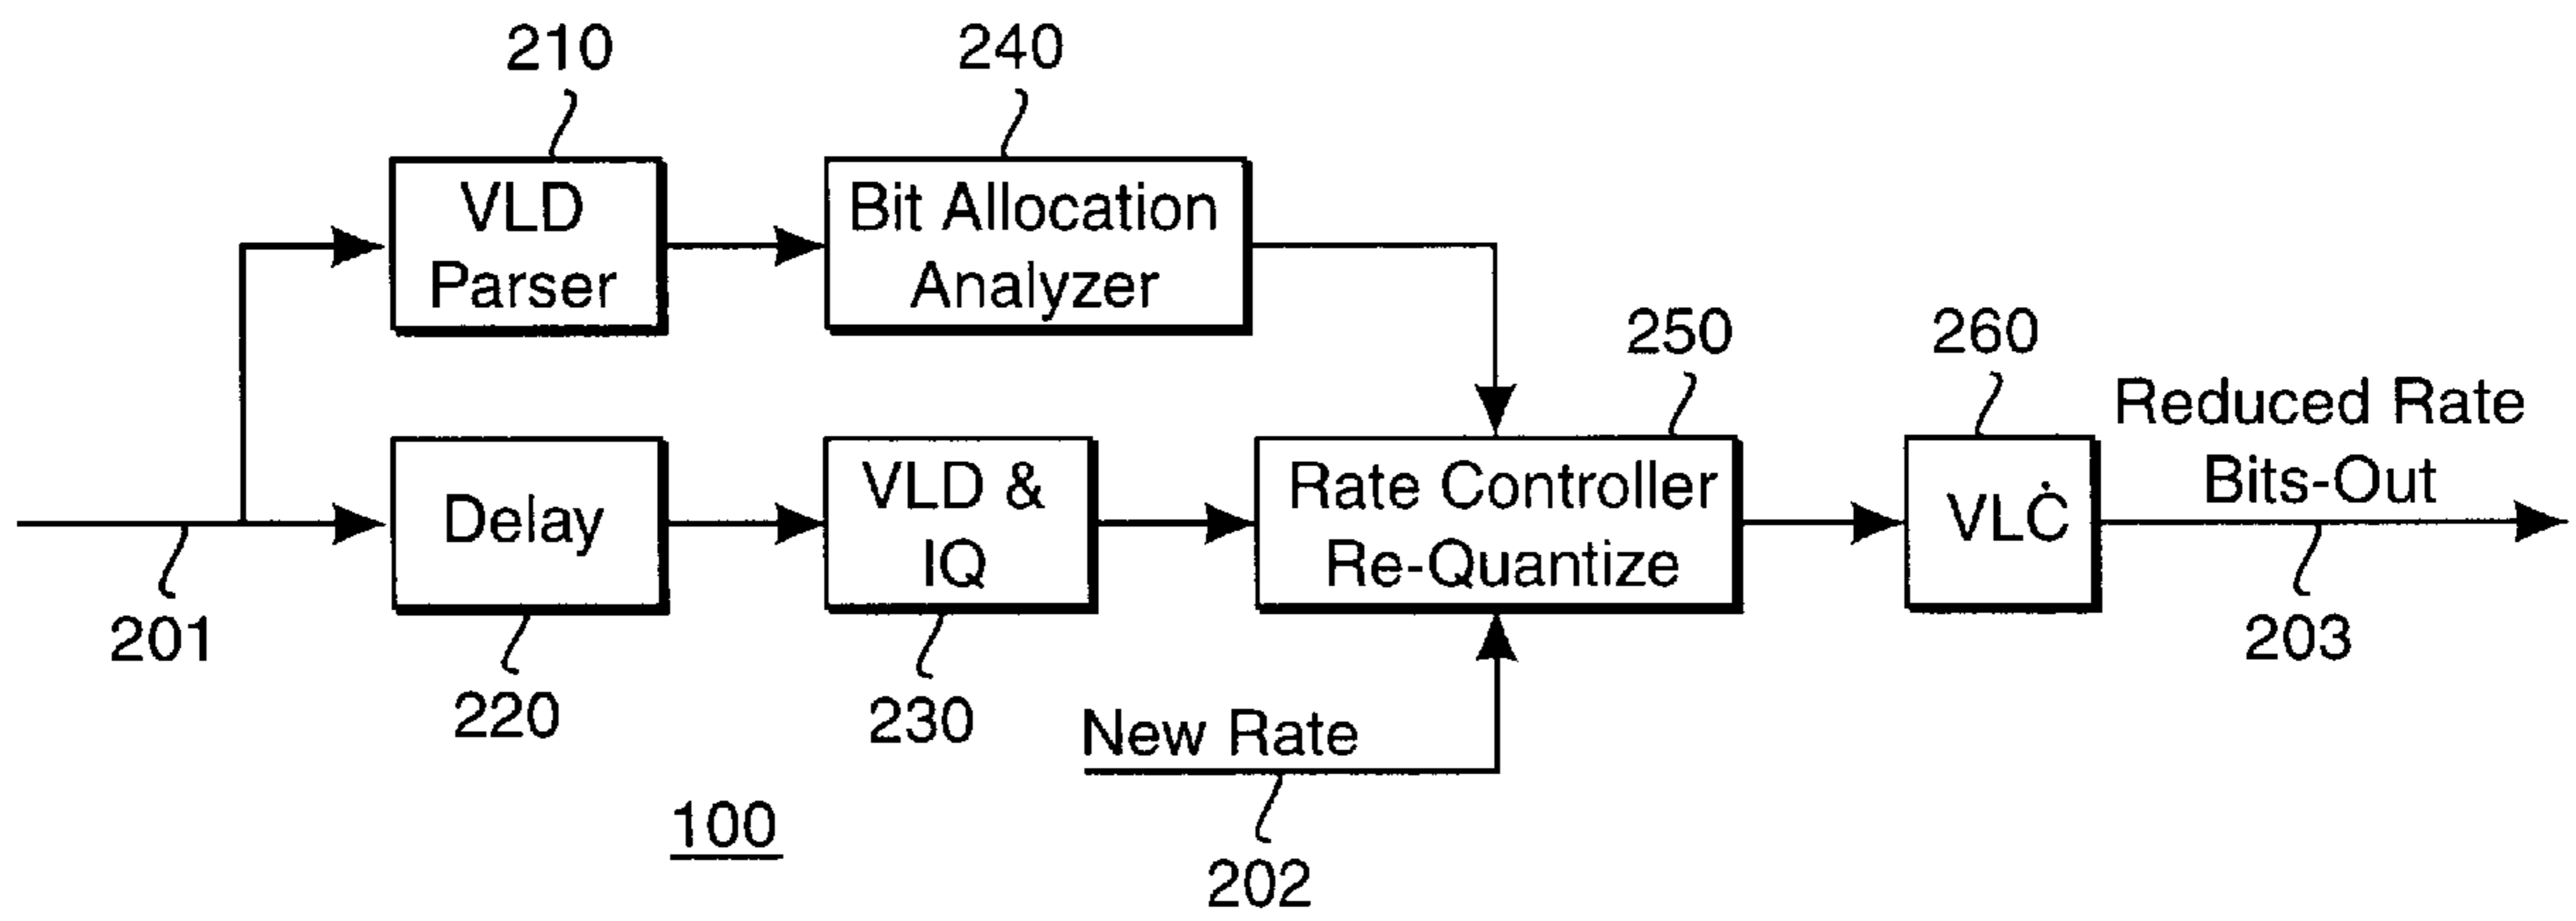 210
240
VLD
Parser
Bit Allocation
Analyzer
250
260
Reduced Rate
Bits-Out
Delay
VLD &
IQ
Rate Controller
Re-Quantize
VLC
201
220
230
New Rate
203
100
202